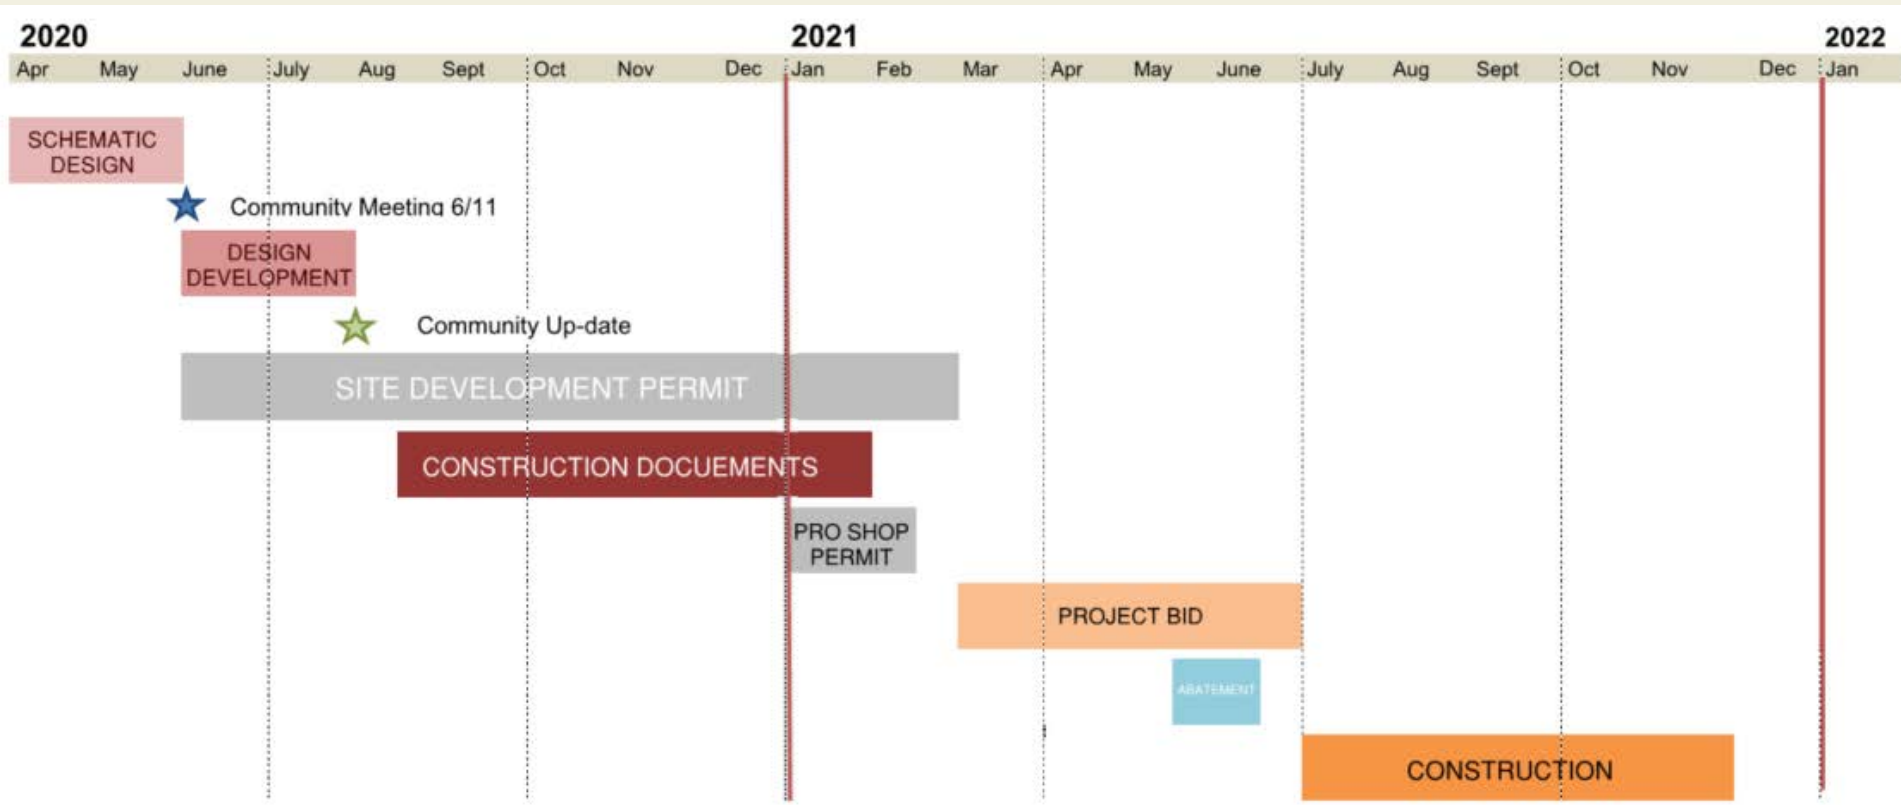 2020 2021 2022
Apr May June July Aug Sept Oct Nov Dec Jan Feb Mar Apr May June July Aug Sept Oct Nov Dec Jan
SCHEMATIC
DESIGN
Community Meeting 6/11
DESIGN
DEVELOPMENT
Community Up-date
SITE DEVELOPMENT PERMIT
CONSTRUCTION DOCUEMENTS
PRO SHOP
PERMIT
PROJECT BID
ABATEMENT
CONSTRUCTION